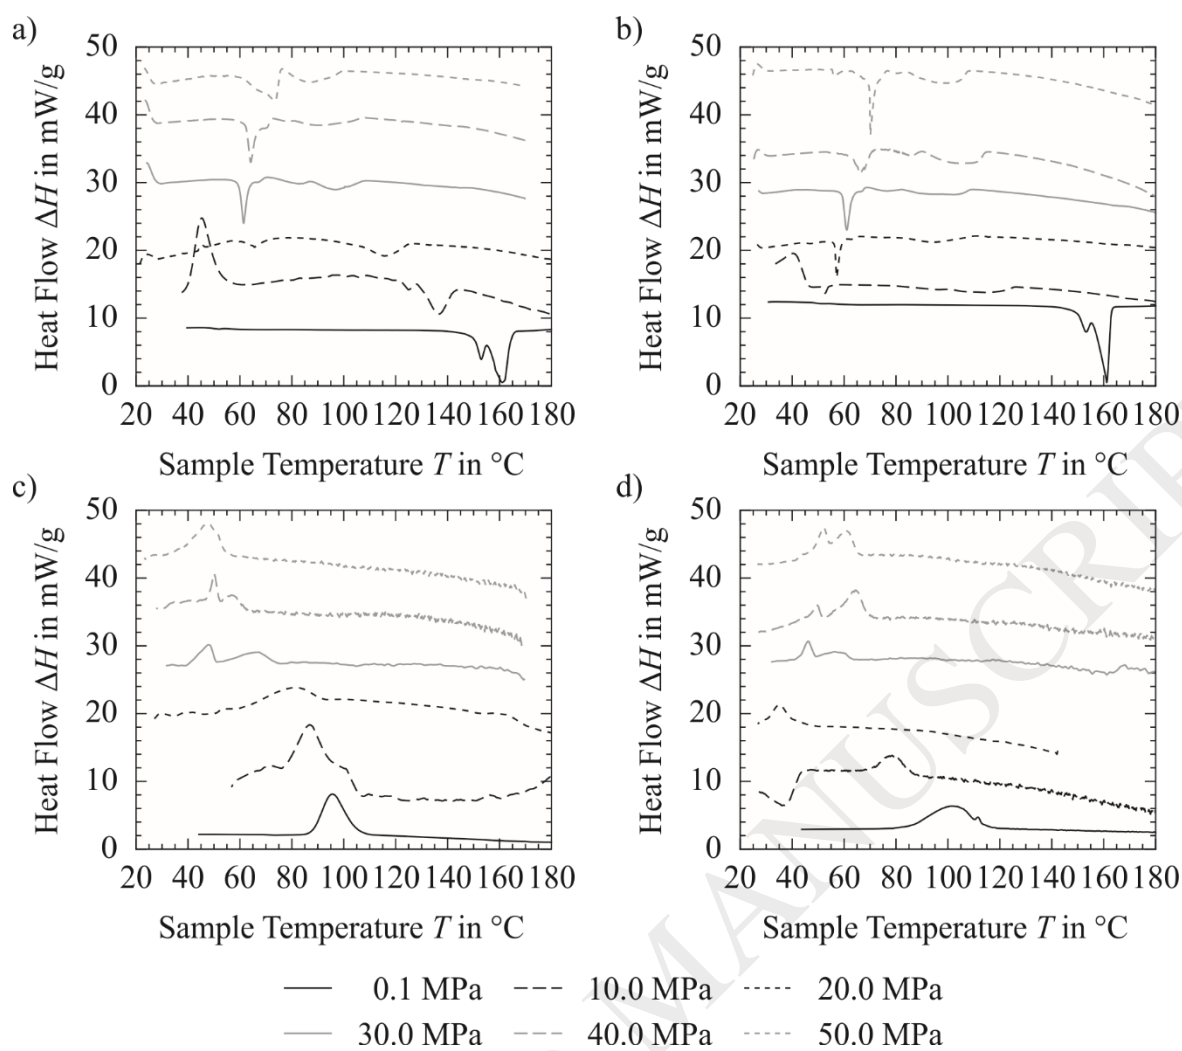 a)
b)
50
40
30
20
10
0
20 40 60 80 100 120 140 160 180
Heat Flow ΔH in mW/g
Sample Temperature T in °C
50
40
30
20
10
0
20 40 60 80 100 120 140 160 180
Heat Flow ΔH in mW/g
Sample Temperature T in °C
c)
d)
50
40
30
20
10
0
20 40 60 80 100 120 140 160 180
Heat Flow ΔH in mW/g
Sample Temperature T in °C
50
40
30
20
10
0
20 40 60 80 100 120 140 160 180
Heat Flow ΔH in mW/g
Sample Temperature T in °C
0.1 MPa 10.0 MPa 20.0 MPa
30.0 MPa 40.0 MPa 50.0 MPa
MANUSCRIP